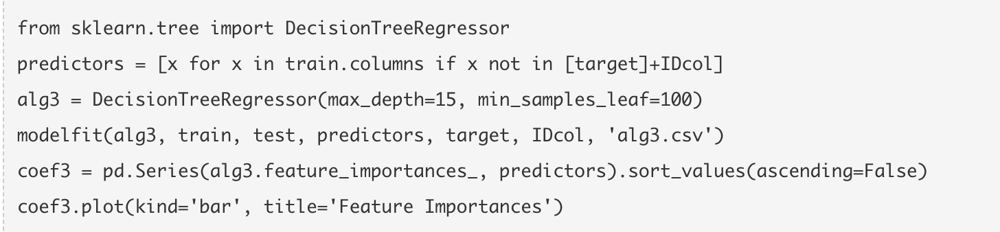 from sklearn.tree import DecisionTreeRegressor
predictors = [x for x in train.columns if x not in [target]+IDcol]
alg3 = DecisionTreeRegressor(max_depth=15, min_samples_leaf=100)
modelfit(alg3, train, test, predictors, target, IDcol, 'alg3.csv')
coef3 = pd.Series(alg3.feature_importances_, predictors).sort_values(ascending=False)
coef3.plot(kind='bar', title='Feature Importances')